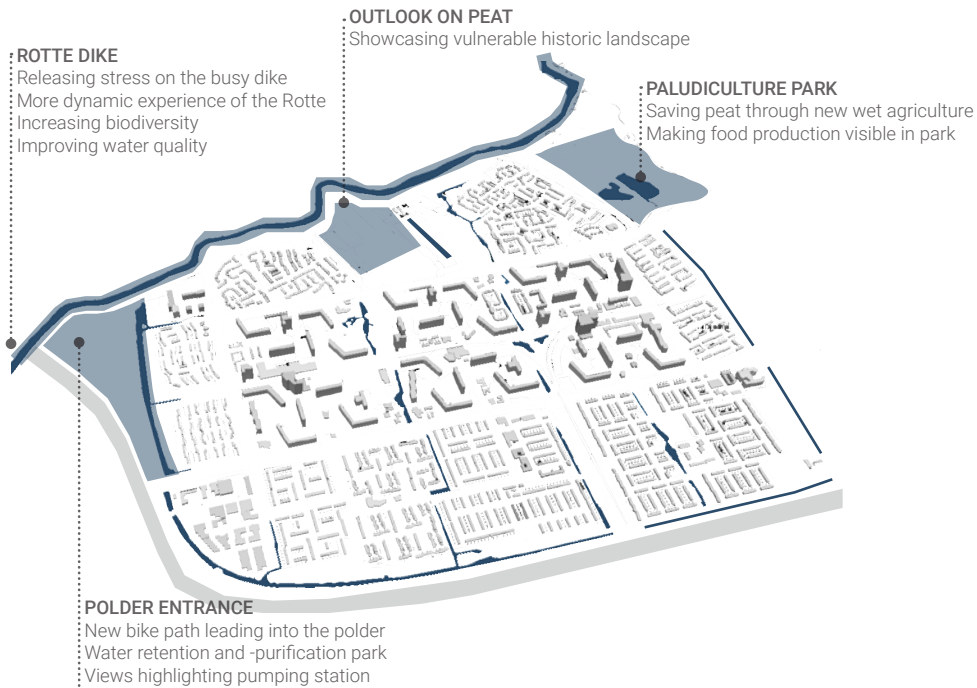 OUTLOOK ON PEAT
Showcasing vulnerable historic landscape
ROTTE DIKE
Releasing stress on the busy dike
More dynamic experience of the Rotte
Increasing biodiversity
Improving water quality
PALUDICULTURE PARK
Saving peat through new wet agriculture
Making food production visible in park
POLDER ENTRANCE
New bike path leading into the polder
Water retention and -purification park
Views highlighting pumping station